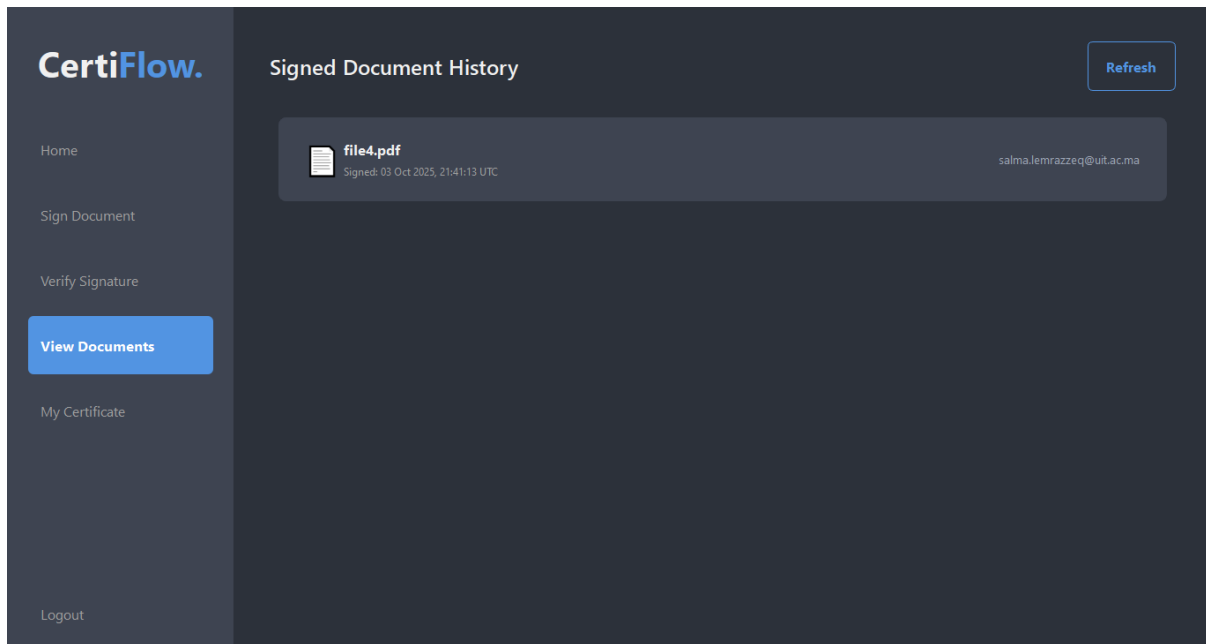 CertiFlow.
Home
Sign Document
Verify Signature
View Documents
My Certificate
Logout
Signed Document History
Refresh
file4.pdf
Signed: 03 Oct 2025, 21:41:13 UTC
salma.lemrazzeq@uit.ac.ma